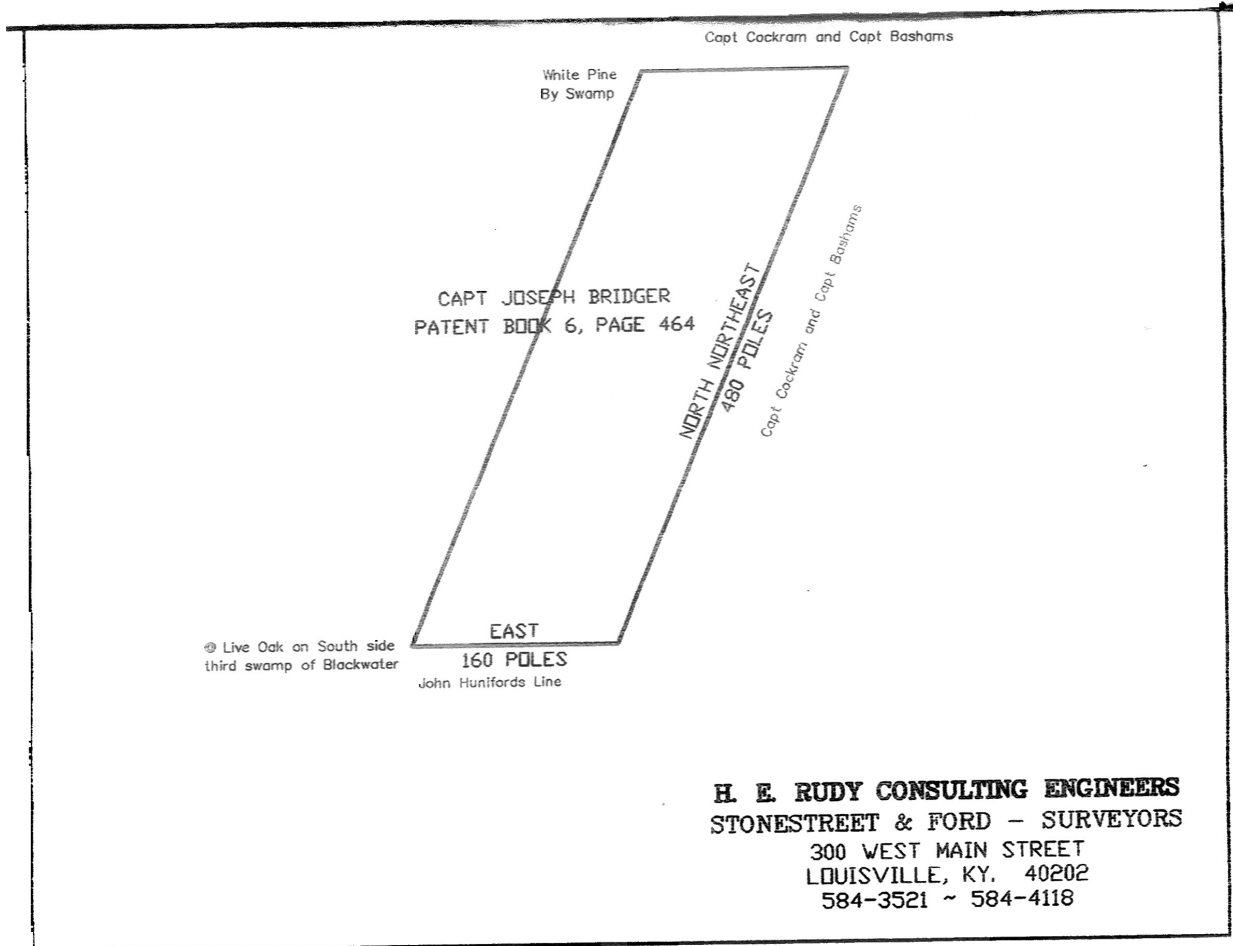 Capt Cockram and Capt Bashams
White Pine
By Swamp
CAPT JOSEPH BRIDGER
PATENT BOOK 6, PAGE 464
NORTH NORTHEAST
480 POLES
Capt Cockram and Capt Bashams
@ Live Oak on South side
third swamp of Blackwater
EAST
160 POLES
John Hunifords Line
H. E. RUDY CONSULTING ENGINEERS
STONESTREET & FORD - SURVEYORS
300 WEST MAIN STREET
LOUISVILLE, KY. 40202
584-3521 ~ 584-4118